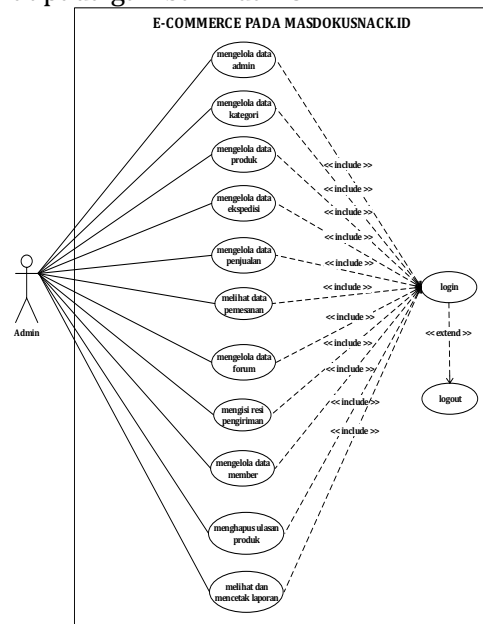 E-COMMERCE PADA MASDOKUSNACK.ID
mengelola data
admin
mengelola data
kategori
mengelola data
produk
mengelola data
ekspedisi
mengelola data
penjualan
melihat data
pemesanan
mengelola data
forum
mengisi resi
pengiriman
mengelola data
member
menghapus ulasan
produk
melihat dan
mencetak laporan
Admin
<< include >>
<< include >>
<< include >>
<< include >>
<< include >>
<< include >>
<< include >>
<< include >>
<< include >>
<< include >>
<< include >>
login
<< extend >>
logout